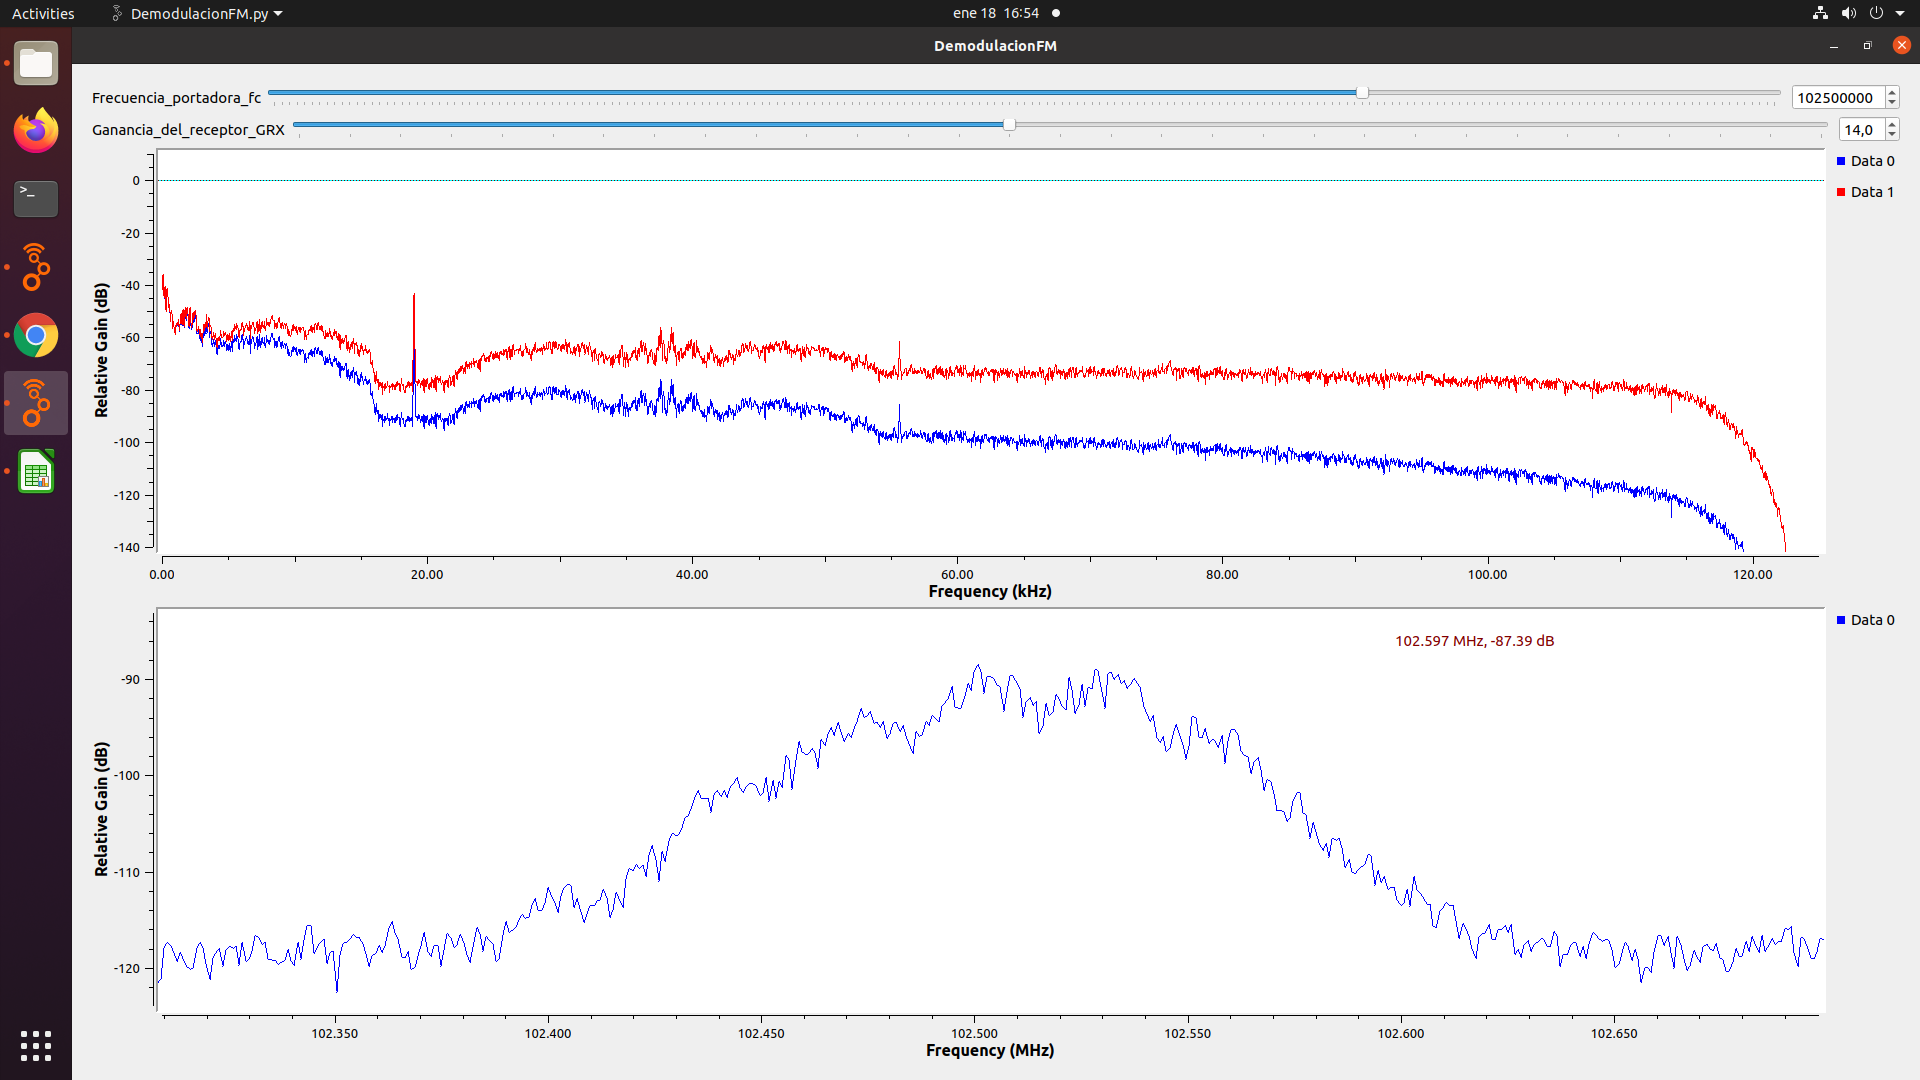 Activities DemodulacionFM.py ene 18 16:54
DemodulacionFM
Frecuencia_portadora_fc 102500000
Ganancia_del_receptor_GRX 14,0
Data 0
Data 1
Relative Gain (dB)
0
-20
-40
-60
-80
-100
-120
-140
0.00 20.00 40.00 60.00 80.00 100.00 120.00
Frequency (kHz)
Data 0
102.597 MHz, -87.39 dB
Relative Gain (dB)
-90
-100
-110
-120
102.350 102.400 102.450 102.500 102.550 102.600 102.650
Frequency (MHz)